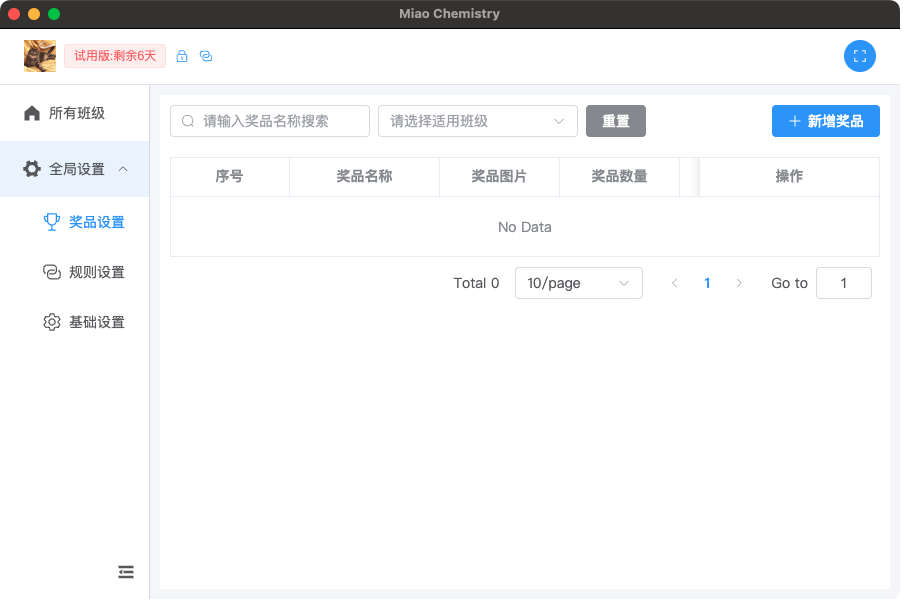 Miao Chemistry
试用版:剩余6天
所有班级
全局设置
奖品设置
规则设置
基础设置
请输入奖品名称搜索
请选择适用班级
重置
新增奖品
序号
奖品名称
奖品图片
奖品数量
操作
No Data
Total 0
10/page
1
Go to
1